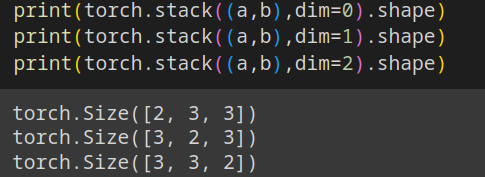 print(torch.stack((a,b),dim=0).shape)
print(torch.stack((a,b),dim=1).shape)
print(torch.stack((a,b),dim=2).shape)
torch.Size([2, 3, 3])
torch.Size([3, 2, 3])
torch.Size([3, 3, 2])